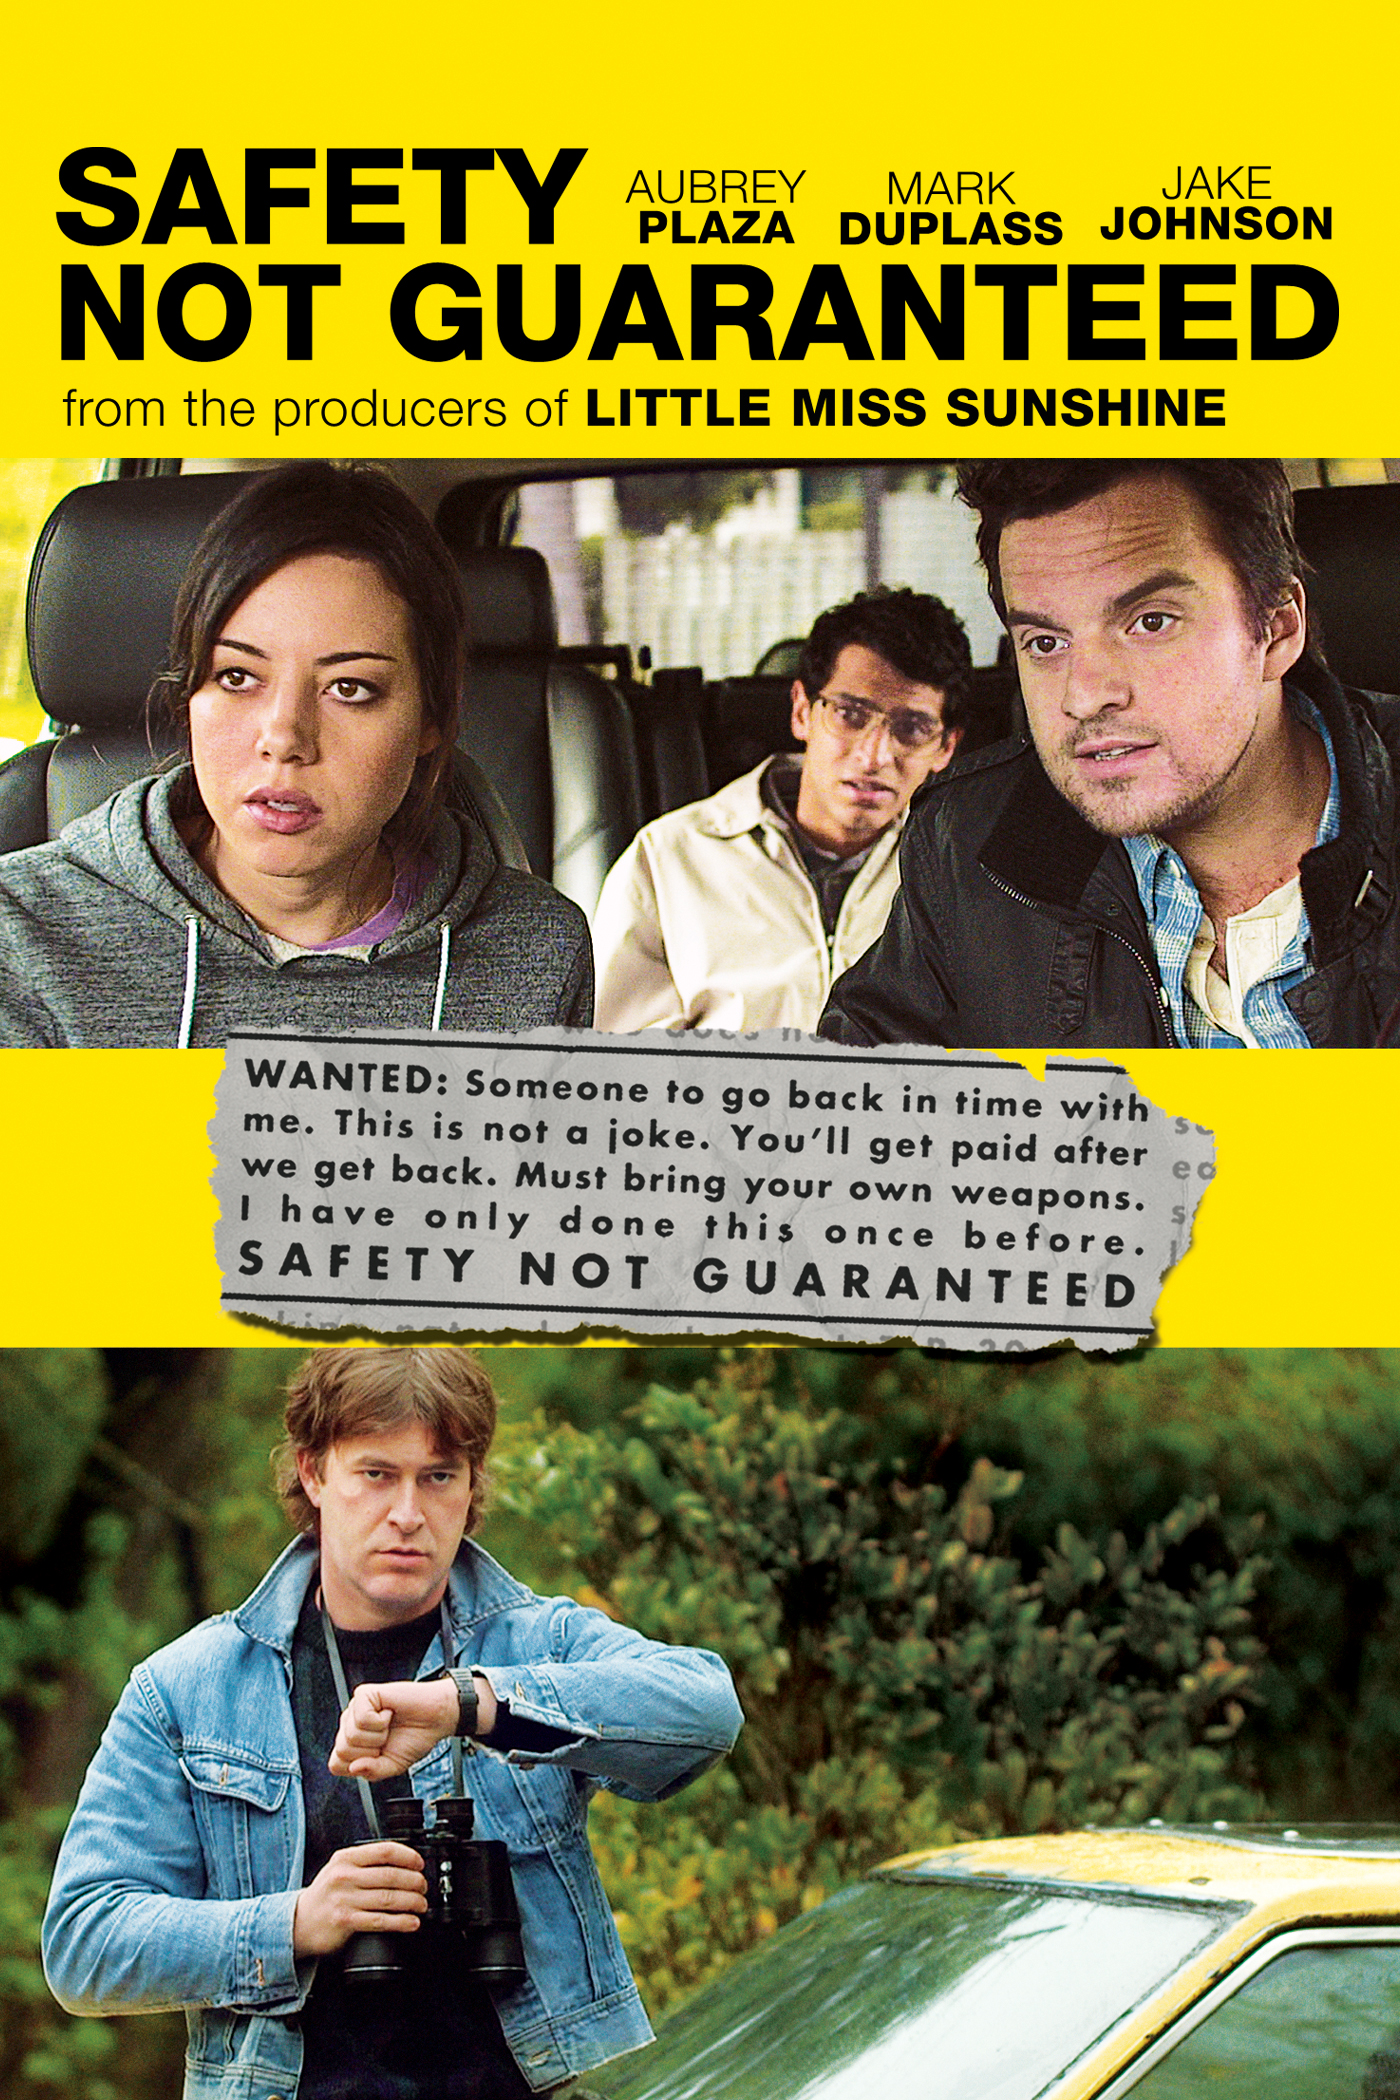 SAFETY
AUBREY PLAZA
MARK DUPLASS
JAKE JOHNSON
NOT GUARANTEED
from the producers of LITTLE MISS SUNSHINE
WANTED: Someone to go back in time with
me. This is not a joke. You'll get paid after
we get back. Must bring your own weapons.
I have only done this once before.
SAFETY NOT GUARANTEED